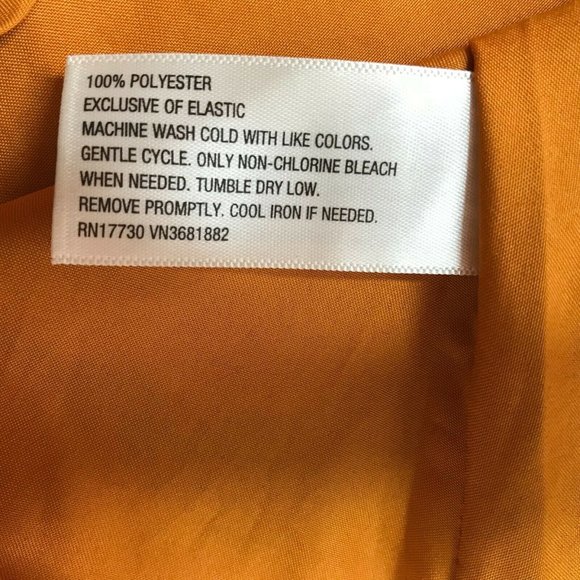 100% POLYESTER
EXCLUSIVE OF ELASTIC
MACHINE WASH COLD WITH LIKE COLORS.
GENTLE CYCLE. ONLY NON-CHLORINE BLEACH
WHEN NEEDED. TUMBLE DRY LOW.
REMOVE PROMPTLY. COOL IRON IF NEEDED.
RN17730 VN3681882